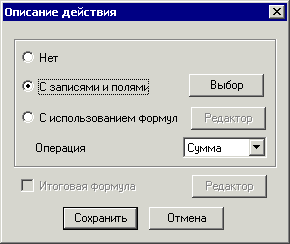 Описание действия
Нет
С записями и полями Выбор
С использованием формул Редактор
Операция Сумма
Итоговая формула Редактор
Сохранить Отмена